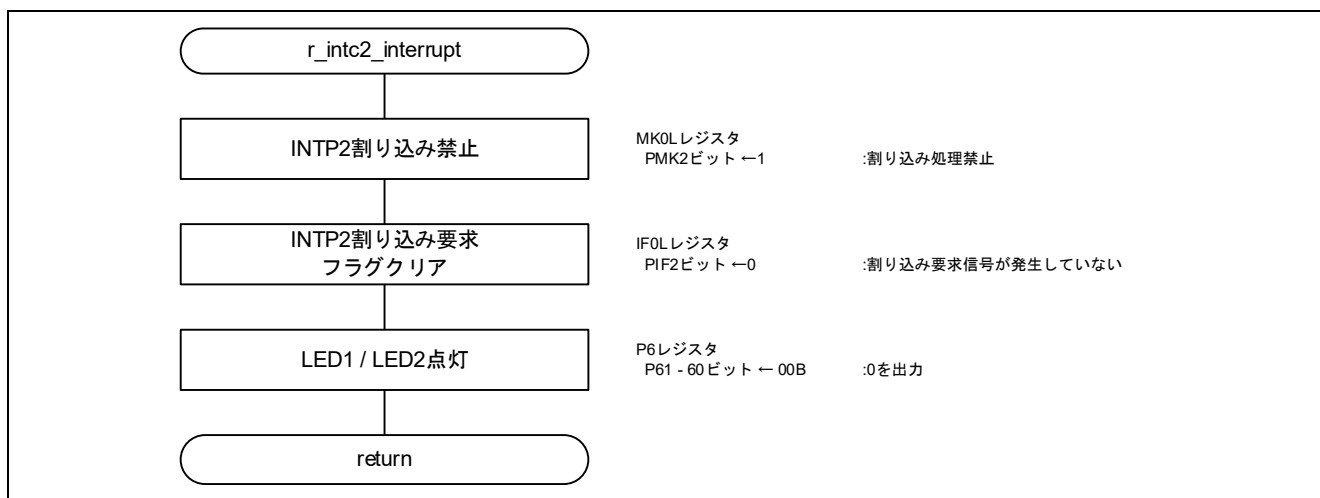 r_intc2_interrupt
INTP2割り込み禁止
MK0Lレジスタ
PMK2ビット ←1 :割り込み処理禁止
INTP2割り込み要求
フラグクリア
IF0Lレジスタ
PIF2ビット ←0 :割り込み要求信号が発生していない
LED1 / LED2点灯
P6レジスタ
P61 - 60ビット ← 00B :0を出力
return